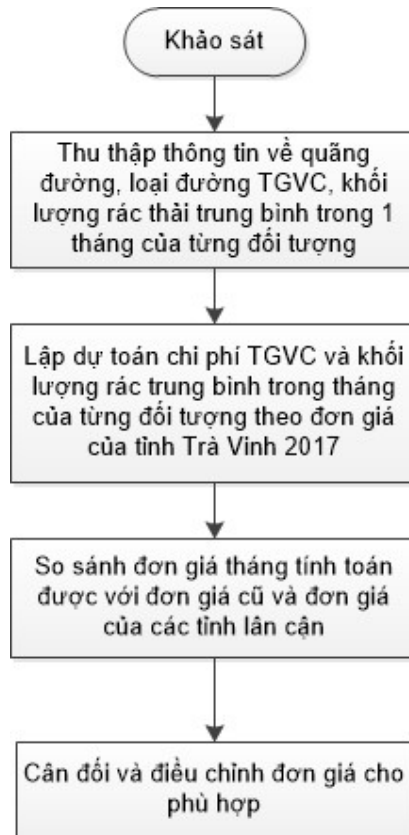 Khảo sát
Thu thập thông tin về quãng
đường, loại đường TGVC, khối
lượng rác thải trung bình trong 1
tháng của từng đối tượng
Lập dự toán chi phí TGVC và khối
lượng rác trung bình trong tháng
của từng đối tượng theo đơn giá
của tỉnh Trà Vinh 2017
So sánh đơn giá tháng tính toán
được với đơn giá cũ và đơn giá
của các tỉnh lân cận
Cân đối và điều chỉnh đơn giá cho
phù hợp